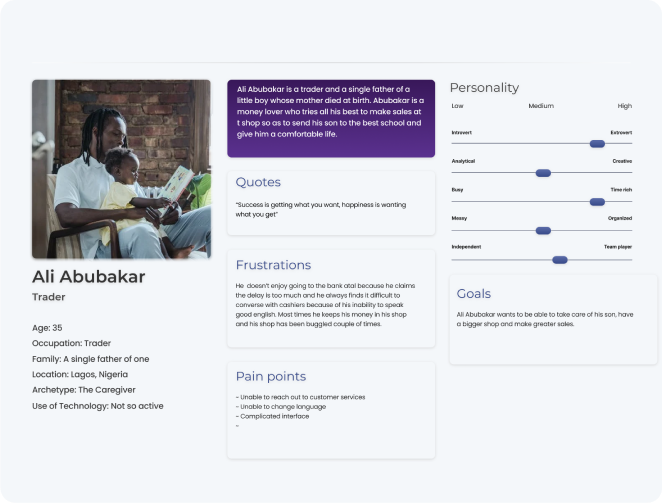 Ali Abubakar
Trader
Age: 35
Occupation: Trader
Family: A single father of one
Location: Lagos, Nigeria
Archetype: The Caregiver
Use of Technology: Not so active
Ali Abubakar is a trader and a single father of a
little boy whose mother died at birth. Abubakar is a
money lover who tries all his best to make sales at
t shop so as to send his son to the best school and
give him a comfortable life.
Quotes
“Success is getting what you wont, happiness is wanting
what you get”
Frustrations
He doesn't enjoy going to the bank atal because he claims
the delay is too much and he always finds it difficult to
converse with cashiers because of his inability to speak
good english. Most times he keeps his money in his shop
and his shop has been buggled couple of times.
Pain points
- Unable to reach out to customer services
- Unable to change language
- Complicated interface
-
Personality
Low Medium High
Introvert Extrovert
Analytical Creative
Busy Time rich
Messy Organized
Independent Team player
Goals
Ali Abubakar wants to be able to take care of his son, have
a bigger shop and make greater sales.